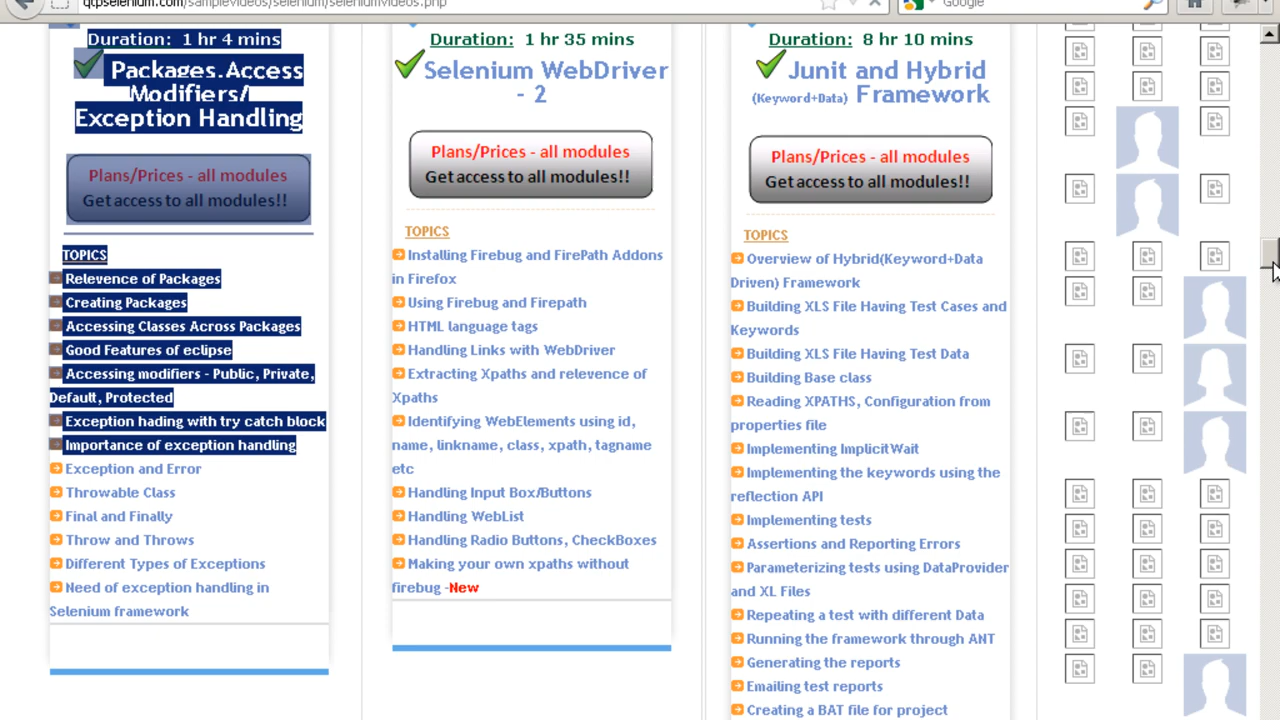 qtpselenium.com/samplevideos/selenium/seleniumvideos.php
Google
Duration: 1 hr 4 mins
Packages,Access
Modifiers/
Exception Handling
Plans/Prices - all modules
Get access to all modules!!
TOPICS
Relevence of Packages
Creating Packages
Accessing Classes Across Packages
Good Features of eclipse
Accessing modifiers - Public, Private,
Default, Protected
Exception hading with try catch block
Importance of exception handling
Exception and Error
Throwable Class
Final and Finally
Throw and Throws
Different Types of Exceptions
Need of exception handling in
Selenium framework
Duration: 1 hr 35 mins
Selenium WebDriver
- 2
Plans/Prices - all modules
Get access to all modules!!
TOPICS
Installing Firebug and FirePath Addons
in Firefox
Using Firebug and Firepath
HTML language tags
Handling Links with WebDriver
Extracting Xpaths and relevence of
Xpaths
Identifying WebElements using id,
name, linkname, class, xpath, tagname
etc
Handling Input Box/Buttons
Handling WebList
Handling Radio Buttons, CheckBoxes
Making your own xpaths without
firebug -New
Duration: 8 hr 10 mins
Junit and Hybrid
(Keyword+Data) Framework
Plans/Prices - all modules
Get access to all modules!!
TOPICS
Overview of Hybrid(Keyword+Data
Driven) Framework
Building XLS File Having Test Cases and
Keywords
Building XLS File Having Test Data
Building Base class
Reading XPATHS, Configuration from
properties file
Implementing ImplicitWait
Implementing the keywords using the
reflection API
Implementing tests
Assertions and Reporting Errors
Parameterizing tests using DataProvider
and XL Files
Repeating a test with different Data
Running the framework through ANT
Generating the reports
Emailing test reports
Creating a BAT file for project